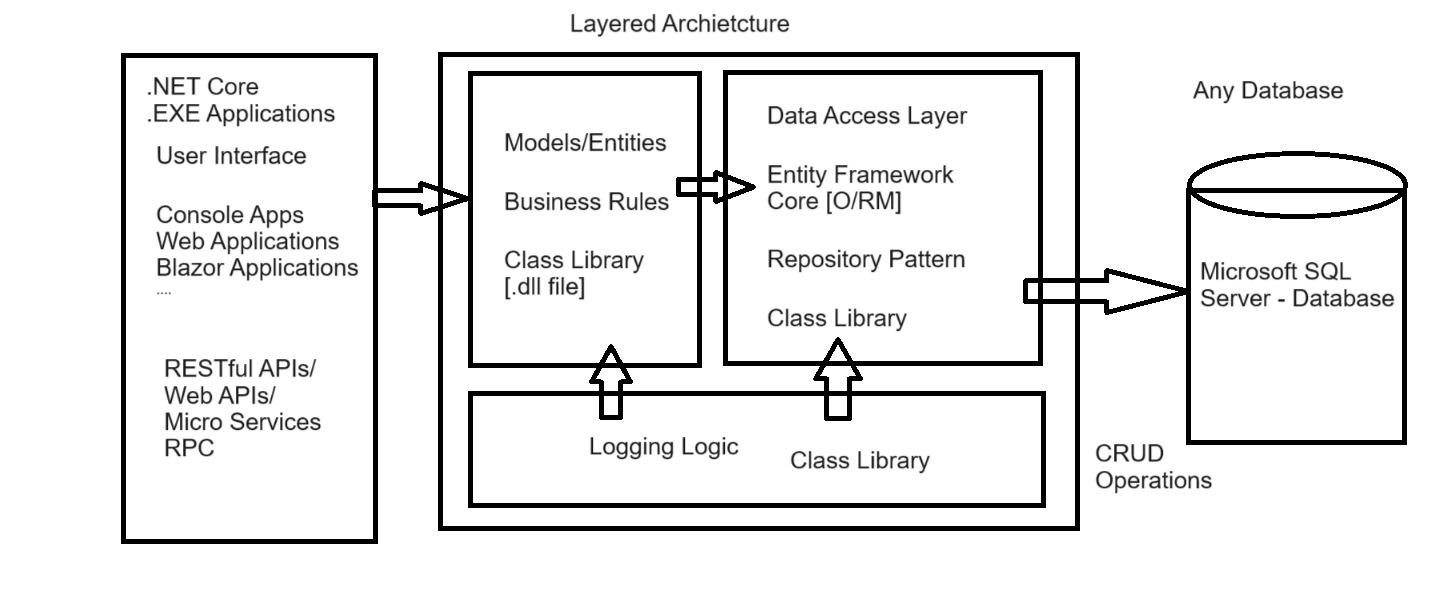 Layered Archietcture
.NET Core
.EXE Applications
User Interface
Console Apps
Web Applications
Blazor Applications
....
RESTful APIs/
Web APIs/
Micro Services
RPC
Models/Entities
Business Rules
Class Library
[.dll file]
Data Access Layer
Entity Framework
Core [O/RM]
Repository Pattern
Class Library
Logging Logic
Class Library
Any Database
Microsoft SQL
Server - Database
CRUD
Operations